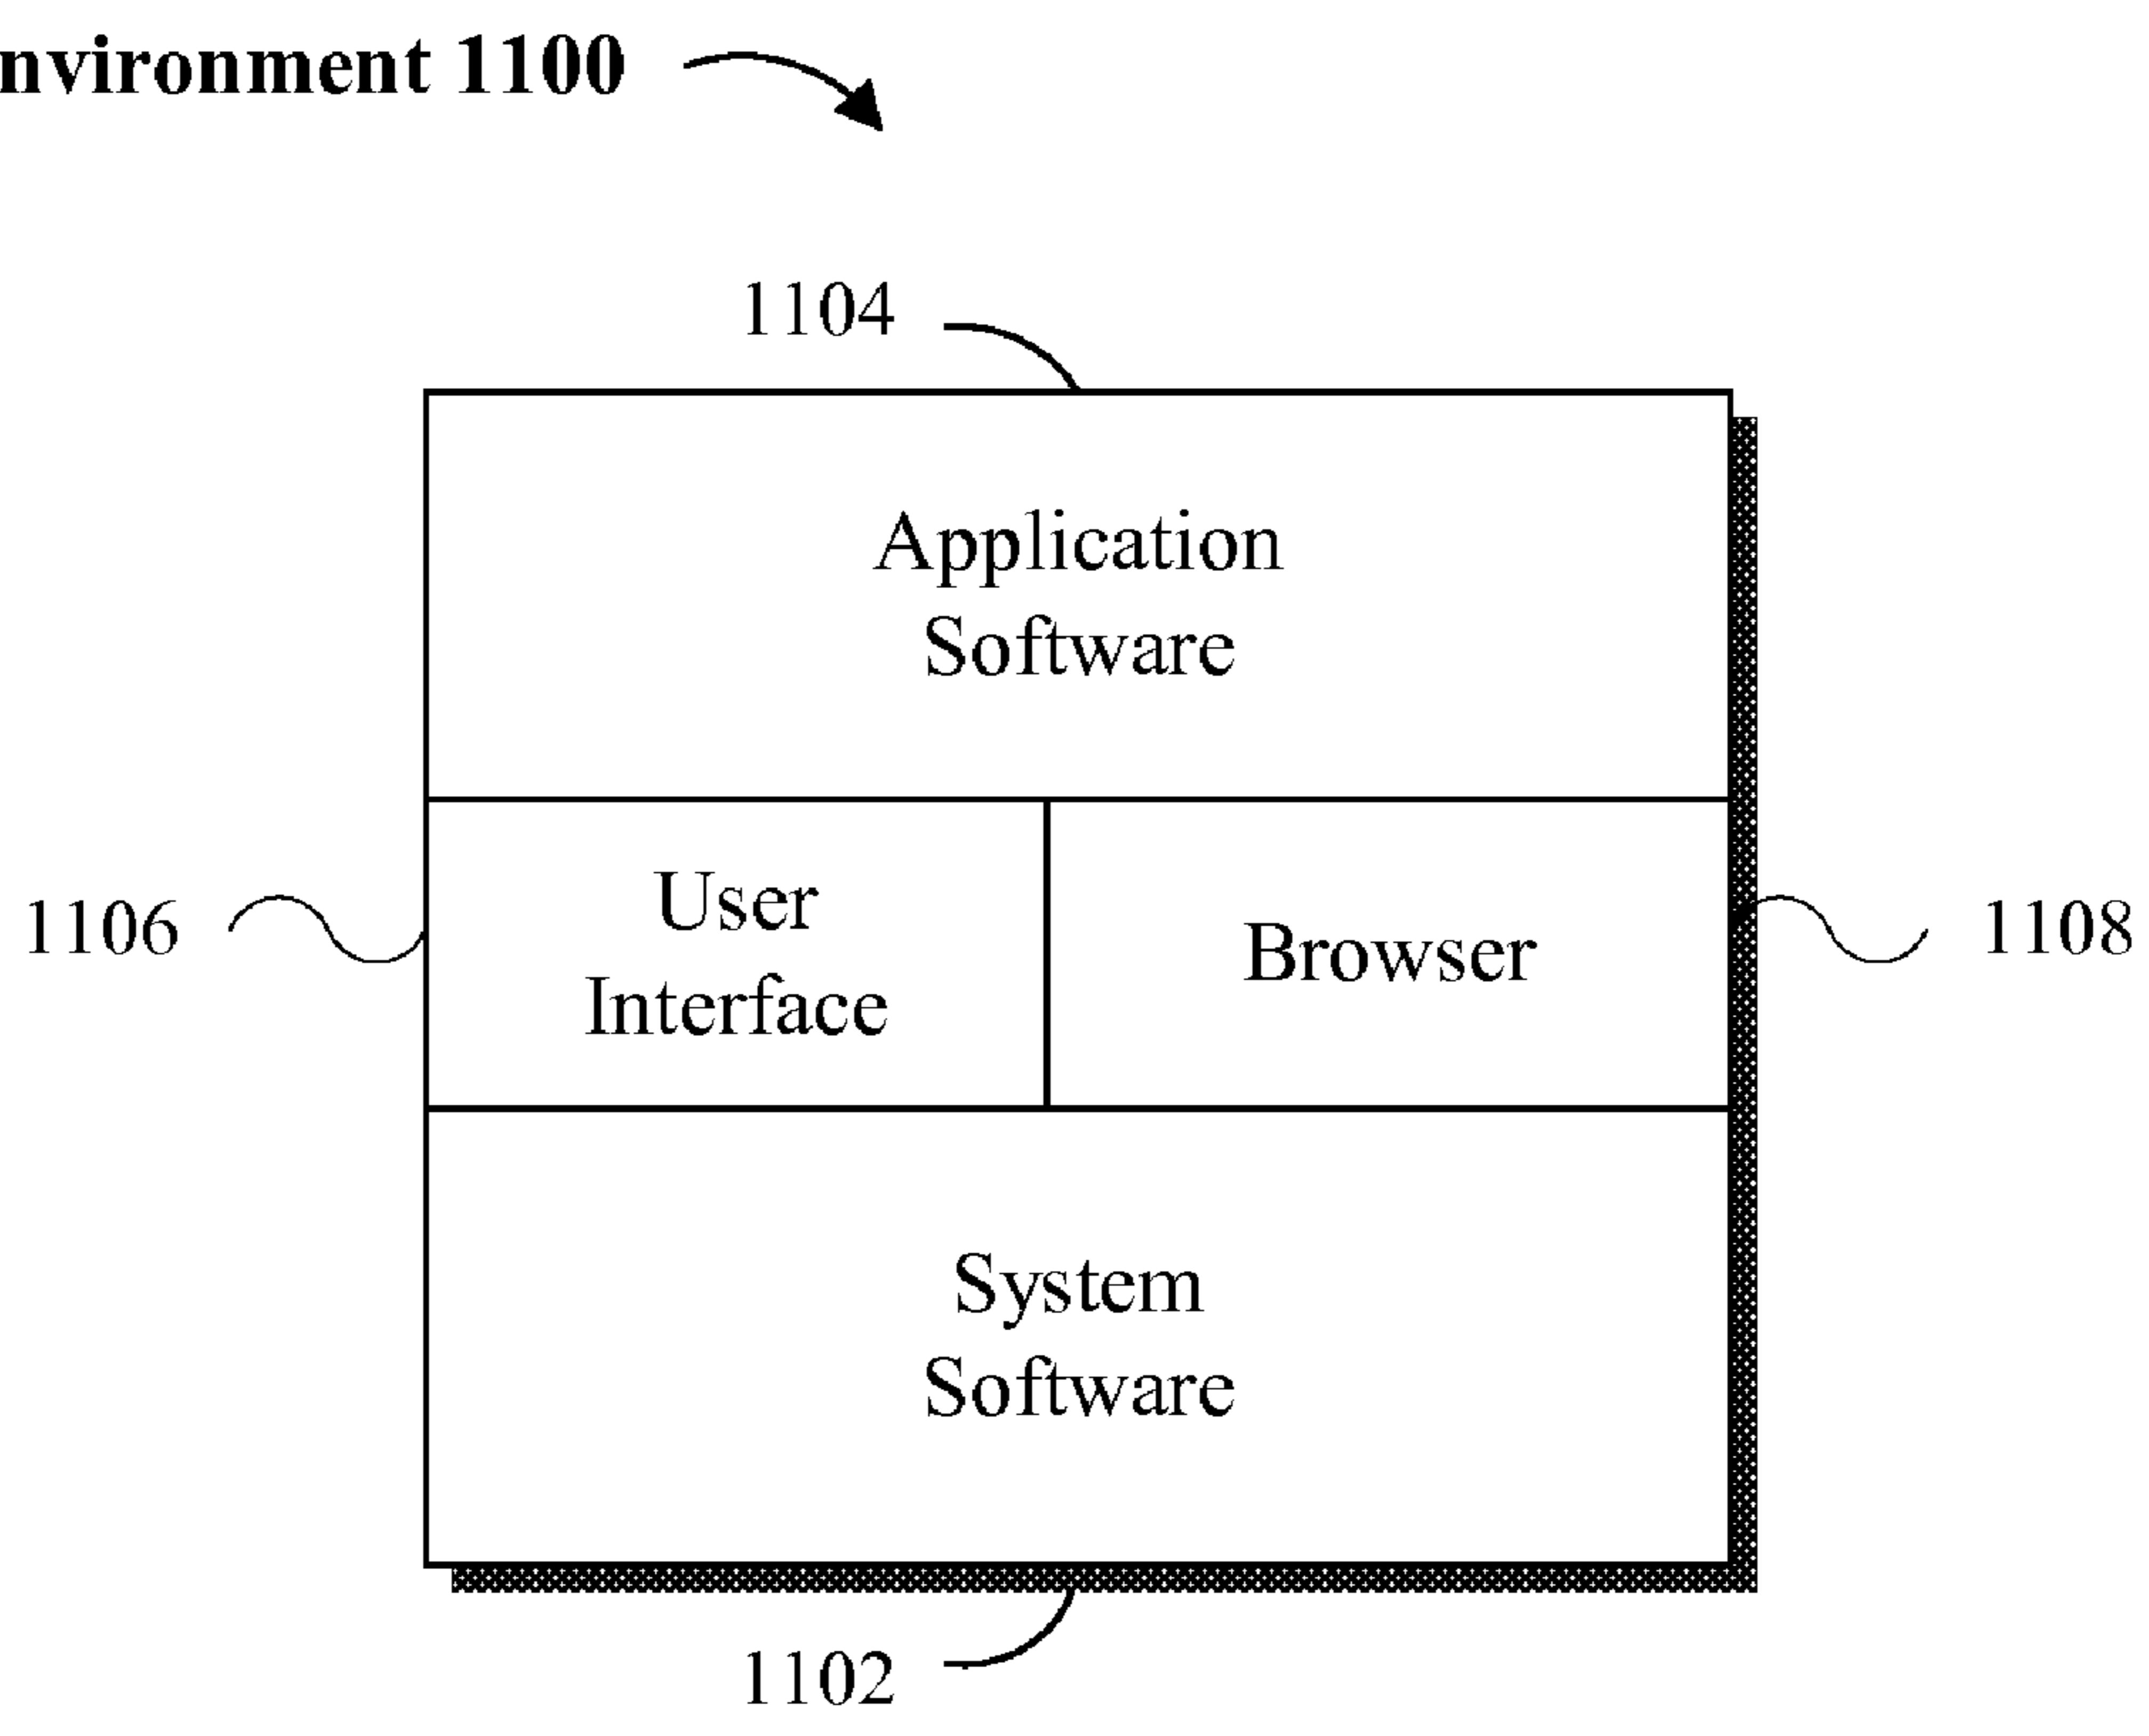 nvironment 1100
1104
Application
Software
User
Interface
Browser
1106
1108
System
Software
1102